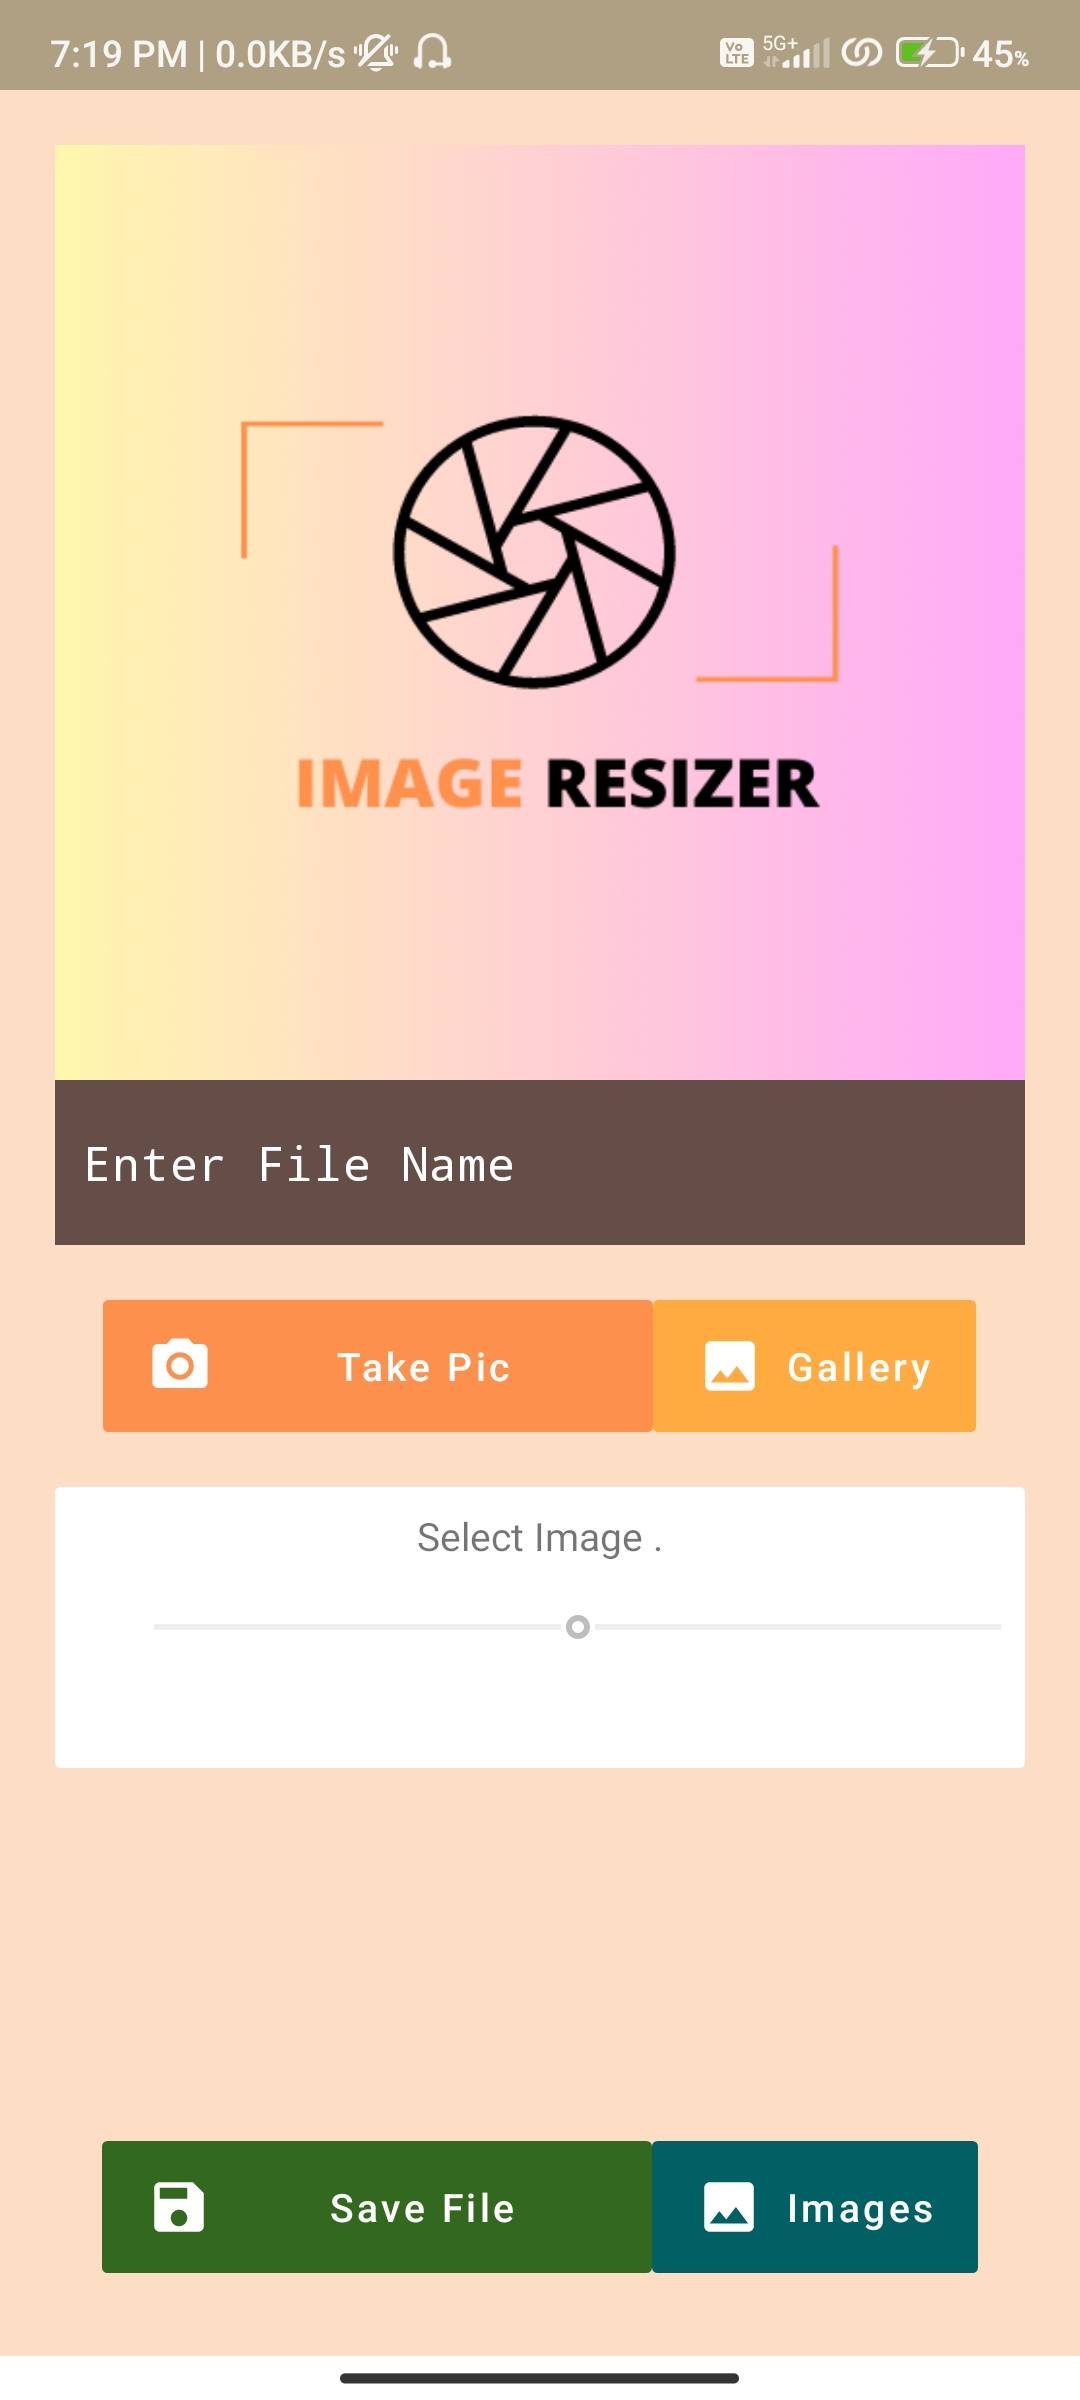 7:19 PM | 0.0KB/s Vo LTE 5G+ 45%
IMAGE RESIZER
Enter File Name
Take Pic Gallery
Select Image .
Save File Images